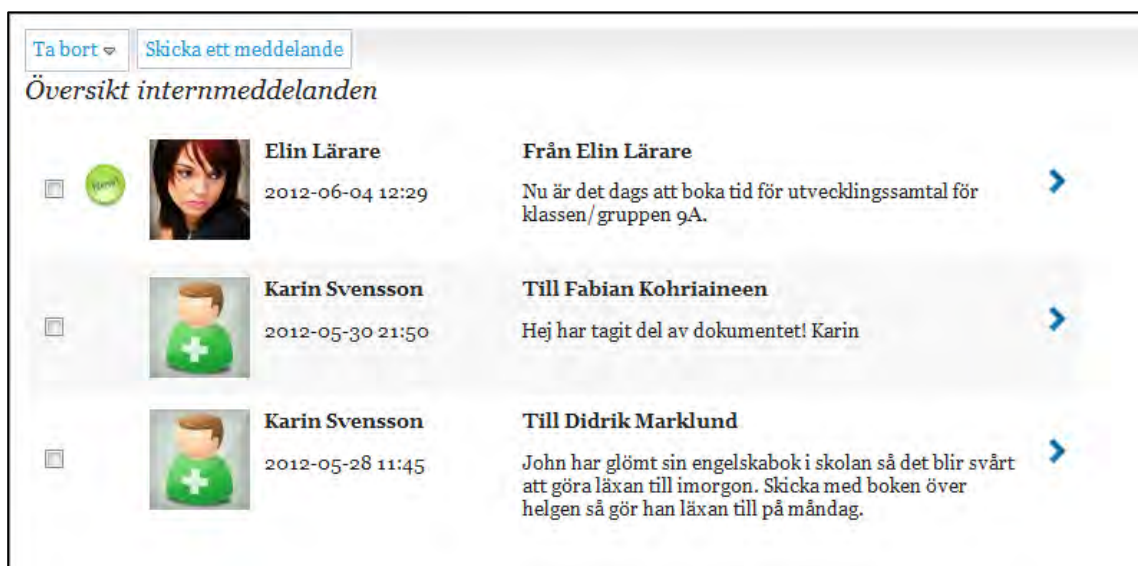 Ta bort
Skicka ett meddelande
Översikt internmeddelanden
New!
Elin Lärare
2012-06-04 12:29
Från Elin Lärare
Nu är det dags att boka tid för utvecklingssamtal för
klassen/gruppen 9A.
Karin Svensson
2012-05-30 21:50
Till Fabian Kohriaineen
Hej har tagit del av dokumentet! Karin
Karin Svensson
2012-05-28 11:45
Till Didrik Marklund
John har glömt sin engelskabok i skolan så det blir svårt
att göra läxan till imorgon. Skicka med boken över
helgen så gör han läxan till på måndag.